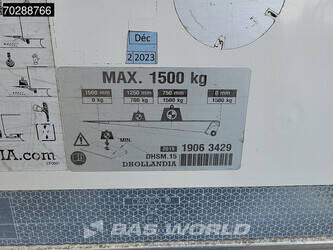 70288766
Déc
2 2023
MAX. 1500 kg
1500 mm 1250 mm 750 mm 0 mm
0 kg 700 kg 1500 kg 1500 kg
MIN.
2019 1906 3429
DHSM.15
DHOLLANDIA
IA.com
BAS WORLD